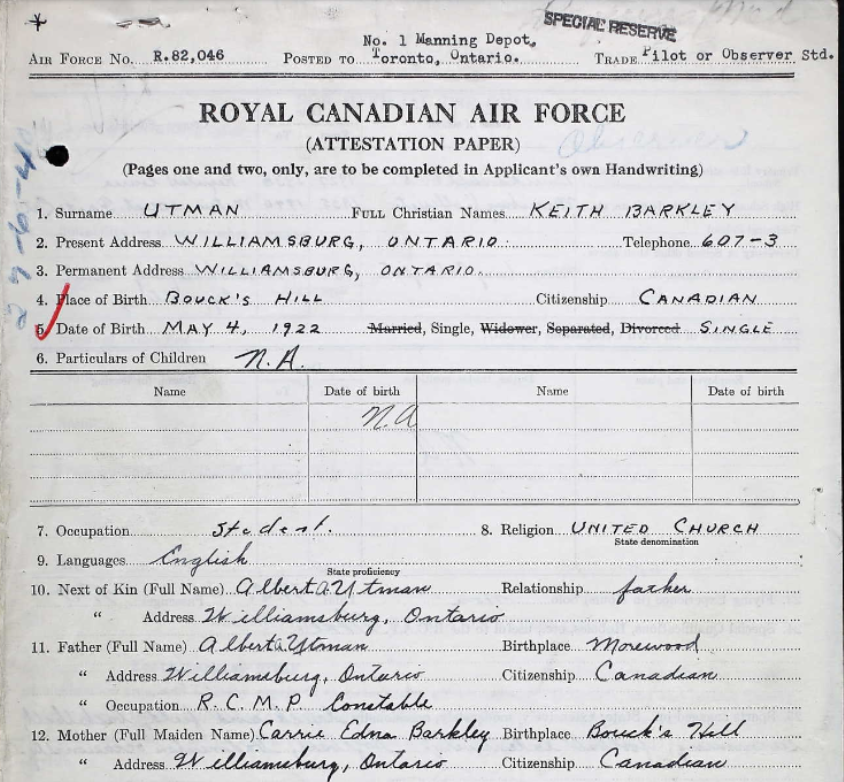 SPECIAL RESERVE
No. 1 Manning Depot,
AIR FORCE NO. R.82,046 POSTED TO Toronto, Ontario. TRADE Pilot or Observer Std.
ROYAL CANADIAN AIR FORCE
(ATTESTATION PAPER)
Observer
(Pages one and two, only, are to be completed in Applicant's own Handwriting)
1. Surname UTMAN FULL Christian Names KEITH BARKLEY
2. Present Address WILLIAMSBURG, ONTARIO. Telephone 607-3
3. Permanent Address WILLIAMSBURG, ONTARIO.
4. Place of Birth BOUCK'S HILL Citizenship CANADIAN
5. Date of Birth MAY 4, 1922 Married, Single, Widower, Separated, Divorced SINGLE
6. Particulars of Children N.A.
Name Date of birth Name Date of birth
N.A
7. Occupation Student. 8. Religion UNITED CHURCH
State denomination
9. Languages English
State proficiency
10. Next of Kin (Full Name) Albert A. Utman Relationship father
" Address Williamsburg, Ontario
11. Father (Full Name) Albert A. Utman Birthplace Morewood
" Address Williamsburg, Ontario Citizenship Canadian
" Occupation R.C.M.P. Constable
12. Mother (Full Maiden Name) Carrie Edna Barkley Birthplace Bouck's Hill
" Address Williamsburg, Ontario Citizenship Canadian